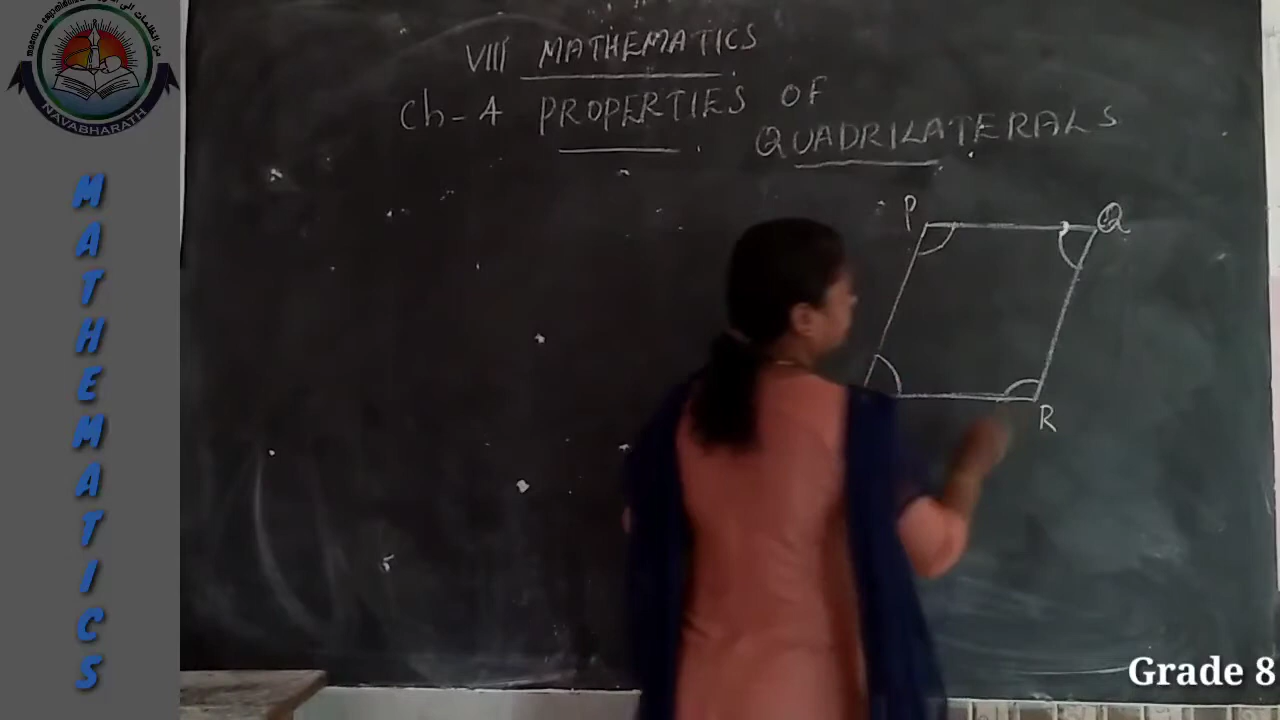 VIII MATHEMATICS
Ch-4 PROPERTIES OF
QUADRILATERALS
P
Q
R
NAVABHARATH
MATHEMATICS
Grade 8